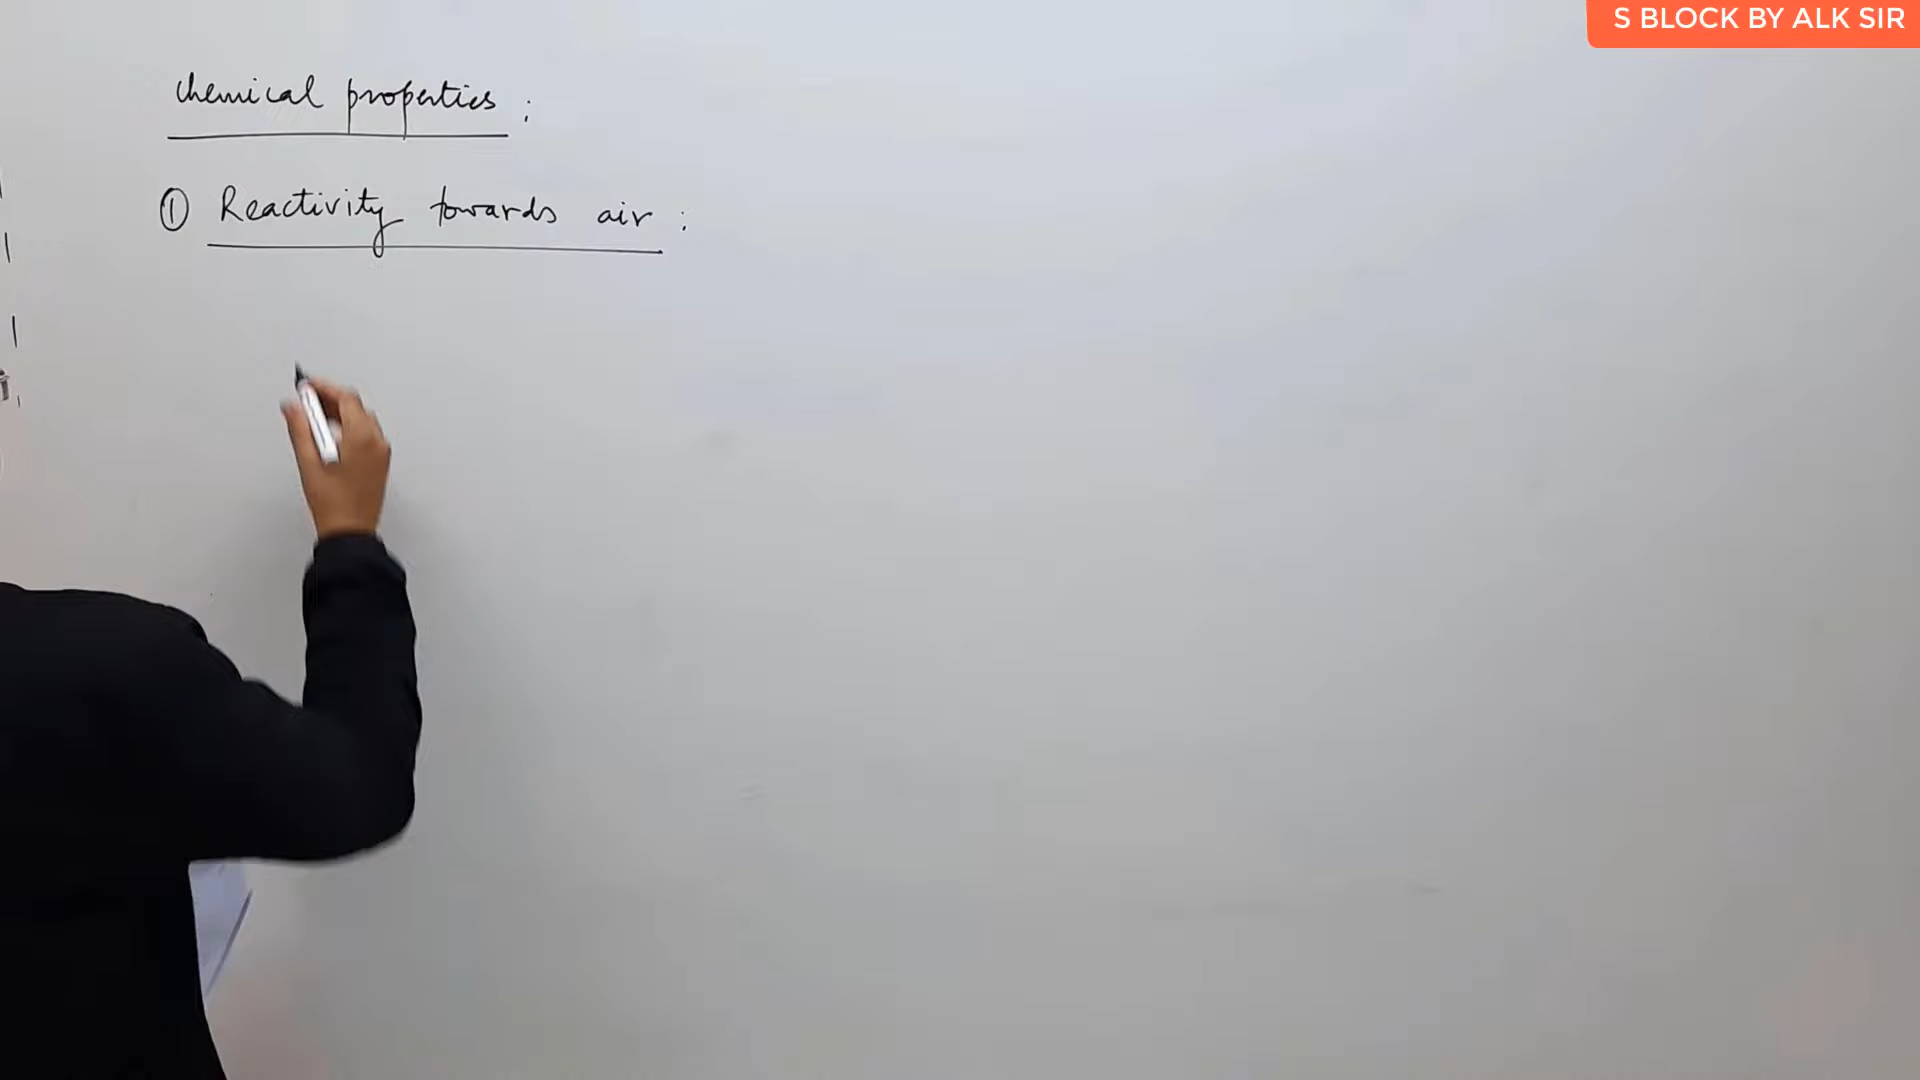 S BLOCK BY ALK SIR
chemical properties :
① Reactivity towards air :